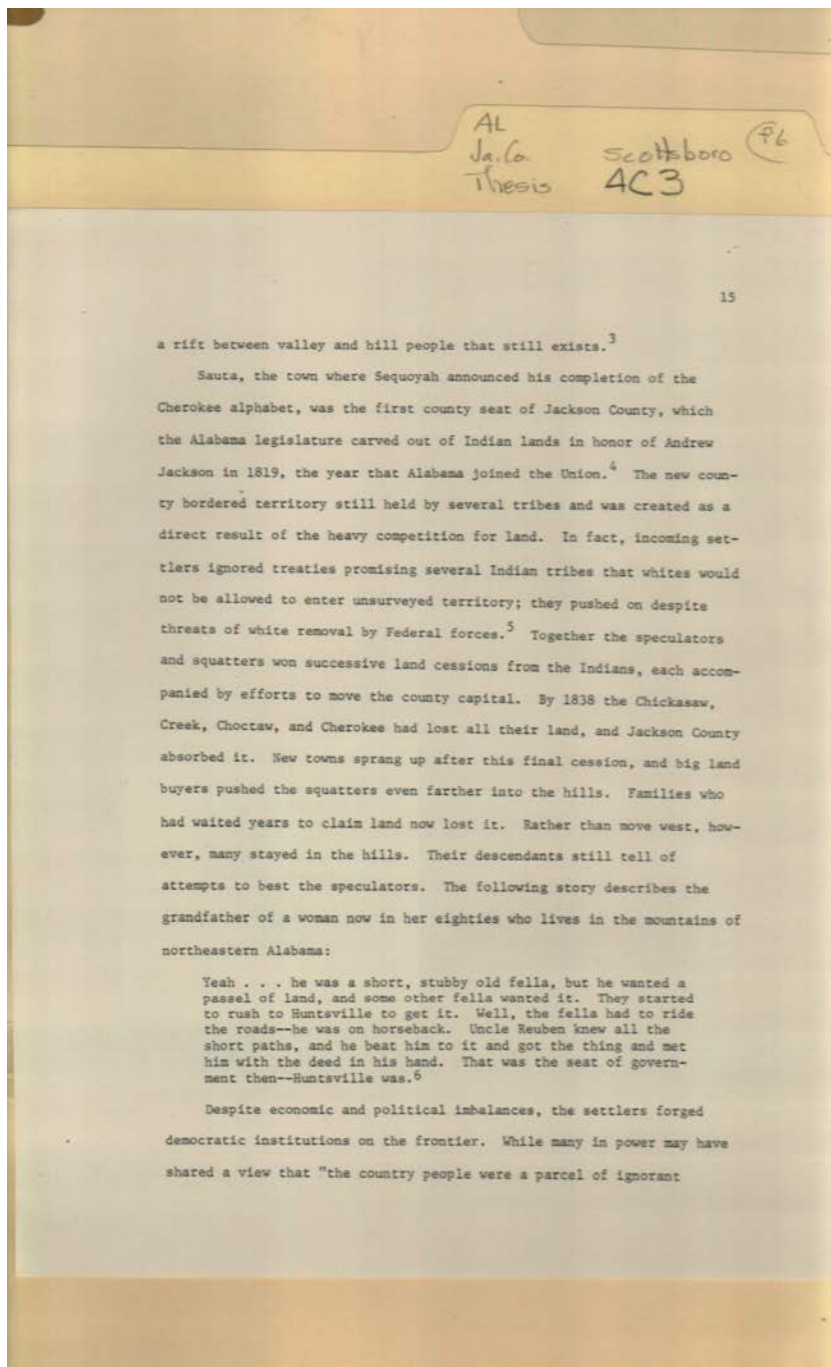 AL
Ja. Co. Scottsboro
Thesis 4C3
15
a rift between valley and hill people that still exists.3
Sauta, the town where Sequoyah announced his completion of the
Cherokee alphabet, was the first county seat of Jackson County, which
the Alabama legislature carved out of Indian lands in honor of Andrew
Jackson in 1819, the year that Alabama joined the Union.4 The new coun-
ty bordered territory still held by several tribes and was created as a
direct result of the heavy competition for land. In fact, incoming set-
tlers ignored treaties promising several Indian tribes that whites would
not be allowed to enter unsurveyed territory; they pushed on despite
threats of white removal by Federal forces.5 Together the speculators
and squatters won successive land cessions from the Indians, each accom-
panied by efforts to move the county capital. By 1838 the Chickasaw,
Creek, Choctaw, and Cherokee had lost all their land, and Jackson County
absorbed it. New towns sprang up after this final cession, and big land
buyers pushed the squatters even farther into the hills. Families who
had waited years to claim land now lost it. Rather than move west, how-
ever, many stayed in the hills. Their descendants still tell of
attempts to best the speculators. The following story describes the
grandfather of a woman now in her eighties who lives in the mountains of
northeastern Alabama:
Yeah . . . he was a short, stubby old fella, but he wanted a
passel of land, and some other fella wanted it. They started
to rush to Huntsville to get it. Well, the fella had to ride
the roads--he was on horseback. Uncle Reuben knew all the
short paths, and he beat him to it and got the thing and met
him with the deed in his hand. That was the seat of govern-
ment then--Huntsville was.6
Despite economic and political imbalances, the settlers forged
democratic institutions on the frontier. While many in power may have
shared a view that "the country people were a parcel of ignorant